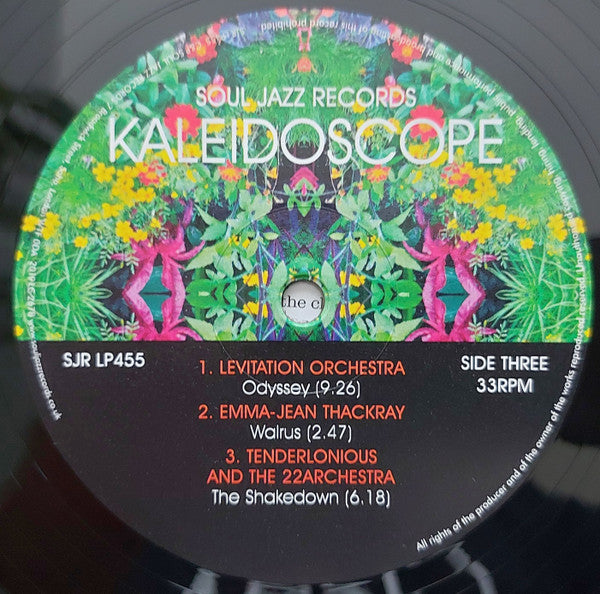 SOUL JAZZ RECORDS
KALEIDOSCOPE
the cl
SJR LP455
SIDE THREE
33RPM
1. LEVITATION ORCHESTRA
Odyssey (9.26)
2. EMMA-JEAN THACKRAY
Walrus (2.47)
3. TENDERLONIOUS
AND THE 22ARCHESTRA
The Shakedown (6.18)
All rights of the producer and of the owner of the works reproduced reserved.